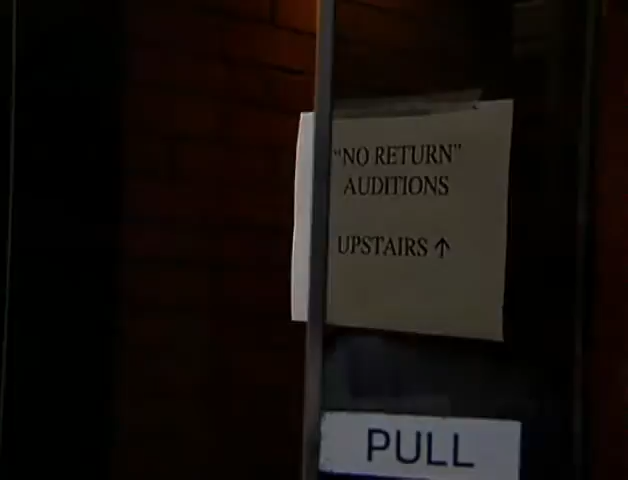 "NO RETURN"
AUDITIONS
UPSTAIRS ↑
PULL